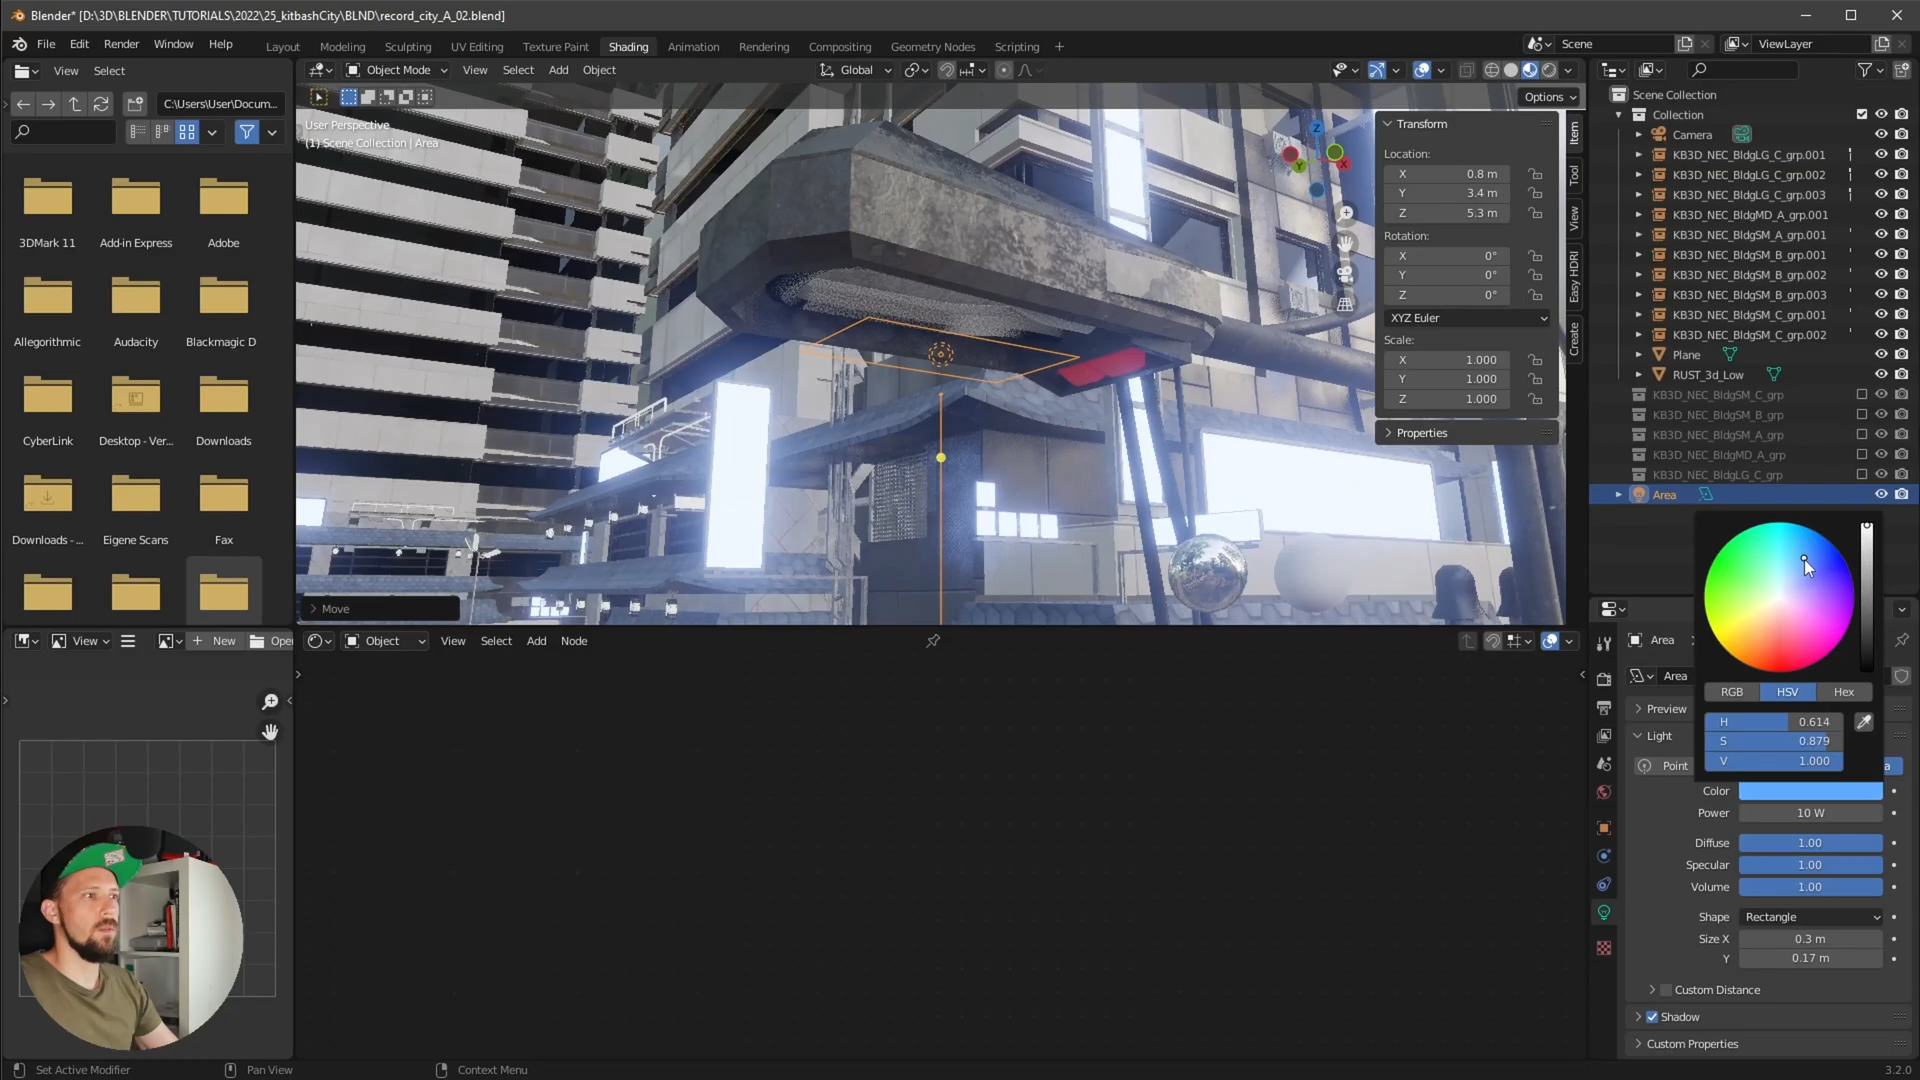 Blender* [D:\3D\BLENDER\TUTORIALS\2022\25_kitbashCity\BLND\record_city_A_02.blend]
File Edit Render Window Help Layout Modeling Sculpting UV Editing Texture Paint Shading Animation Rendering Compositing Geometry Nodes Scripting + Scene ViewLayer
View Select Object Mode View Select Add Object Global
C:\Users\User\Docum... Options
User Perspective
(1) Scene Collection | Area
3DMark 11 Add-in Express Adobe
Allegorithmic Audacity Blackmagic D
CyberLink Desktop - Ver... Downloads
Downloads - ... Eigene Scans Fax
Move
Transform
Location:
X 0.8 m
Y 3.4 m
Z 5.3 m
Rotation:
X 0°
Y 0°
Z 0°
XYZ Euler
Scale:
X 1.000
Y 1.000
Z 1.000
Properties
Item
Tool
View
Easy HDRI
Create
Z
X
Y
Scene Collection
Collection
Camera
KB3D_NEC_BldgLG_C_grp.001
KB3D_NEC_BldgLG_C_grp.002
KB3D_NEC_BldgLG_C_grp.003
KB3D_NEC_BldgMD_A_grp.001
KB3D_NEC_BldgSM_A_grp.001
KB3D_NEC_BldgSM_B_grp.001
KB3D_NEC_BldgSM_B_grp.002
KB3D_NEC_BldgSM_B_grp.003
KB3D_NEC_BldgSM_C_grp.001
KB3D_NEC_BldgSM_C_grp.002
Plane
RUST_3d_Low
KB3D_NEC_BldgSM_C_grp
KB3D_NEC_BldgSM_B_grp
KB3D_NEC_BldgSM_A_grp
KB3D_NEC_BldgMD_A_grp
KB3D_NEC_BldgLG_C_grp
Area
RGB HSV Hex
H 0.614
S 0.879
V 1.000
View New Open
Object View Select Add Node
Area
Area
Preview
Light
Point
Color
Power 10 W
Diffuse 1.00
Specular 1.00
Volume 1.00
Shape Rectangle
Size X 0.3 m
Y 0.17 m
Custom Distance
Shadow
Custom Properties
Set Active Modifier Pan View Context Menu 3.2.0